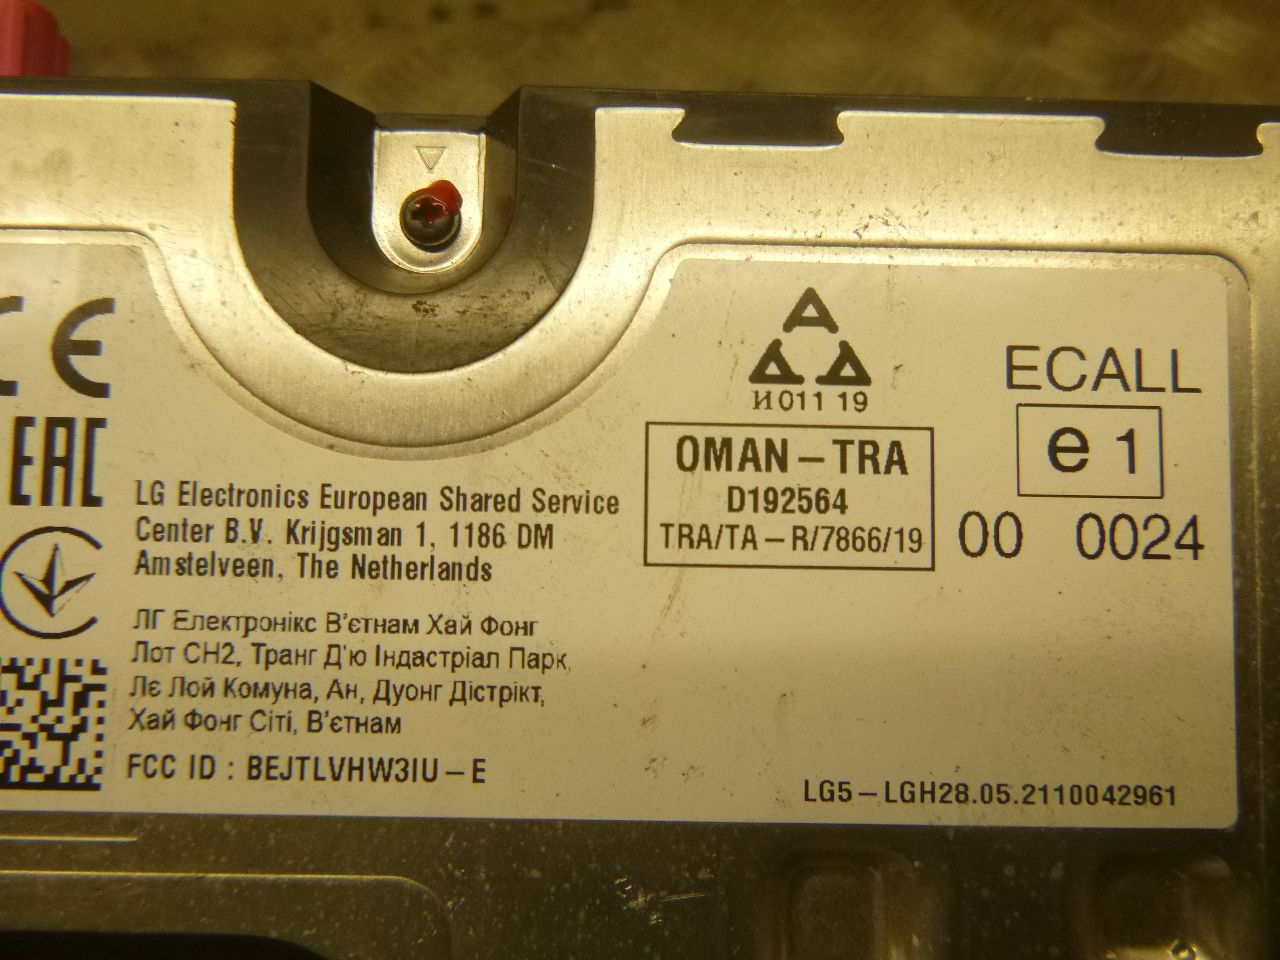 CE
EAC
LG Electronics European Shared Service
Center B.V. Krijgsman 1, 1186 DM
Amstelveen, The Netherlands
ЛГ Електронікс В'єтнам Хай Фонг
Лот CH2, Транг Д'ю Індастріал Парк,
Лє Лой Комуна, Ан, Дуонг Дістрікт,
Хай Фонг Сіті, В'єтнам
FCC ID : BEJTLVHW3IU-E
И011 19
OMAN-TRA
D192564
TRA/TA-R/7866/19
ECALL
e 1
00 0024
LG5-LGH28.05.2110042961